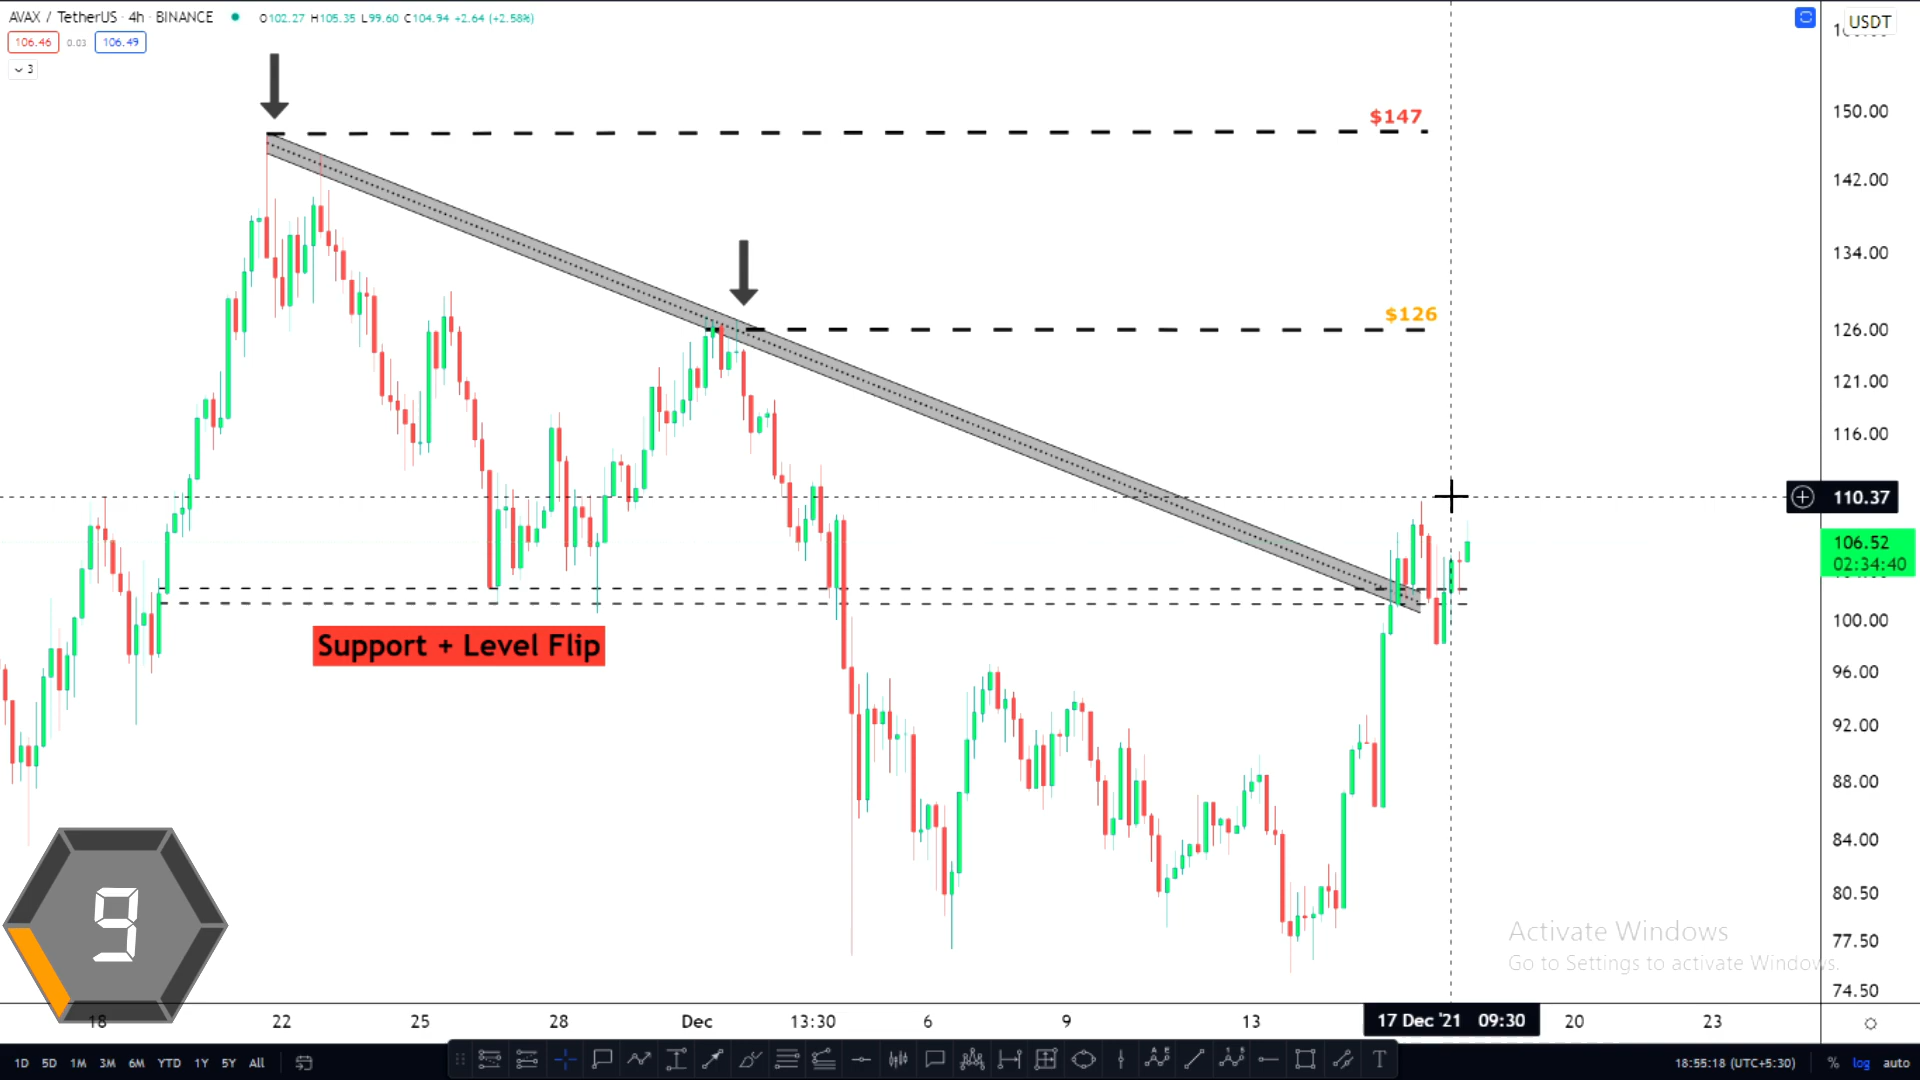 AVAX / TetherUS · 4h · BINANCE O102.27 H105.35 L99.60 C104.94 +2.64 (+2.58%)
USDT
106.46 0.03 106.49
3
$147
150.00
142.00
134.00
$126
126.00
121.00
116.00
110.37
106.52
02:34:40
100.00
Support + Level Flip
96.00
92.00
88.00
84.00
80.50
9
Activate Windows
Go to Settings to activate Windows.
77.50
74.50
18 22 25 28 Dec 13:30 6 9 13 17 Dec '21 09:30 20 23
1D 5D 1M 3M 6M YTD 1Y 5Y All 18:55:18 (UTC+5:30) % log auto